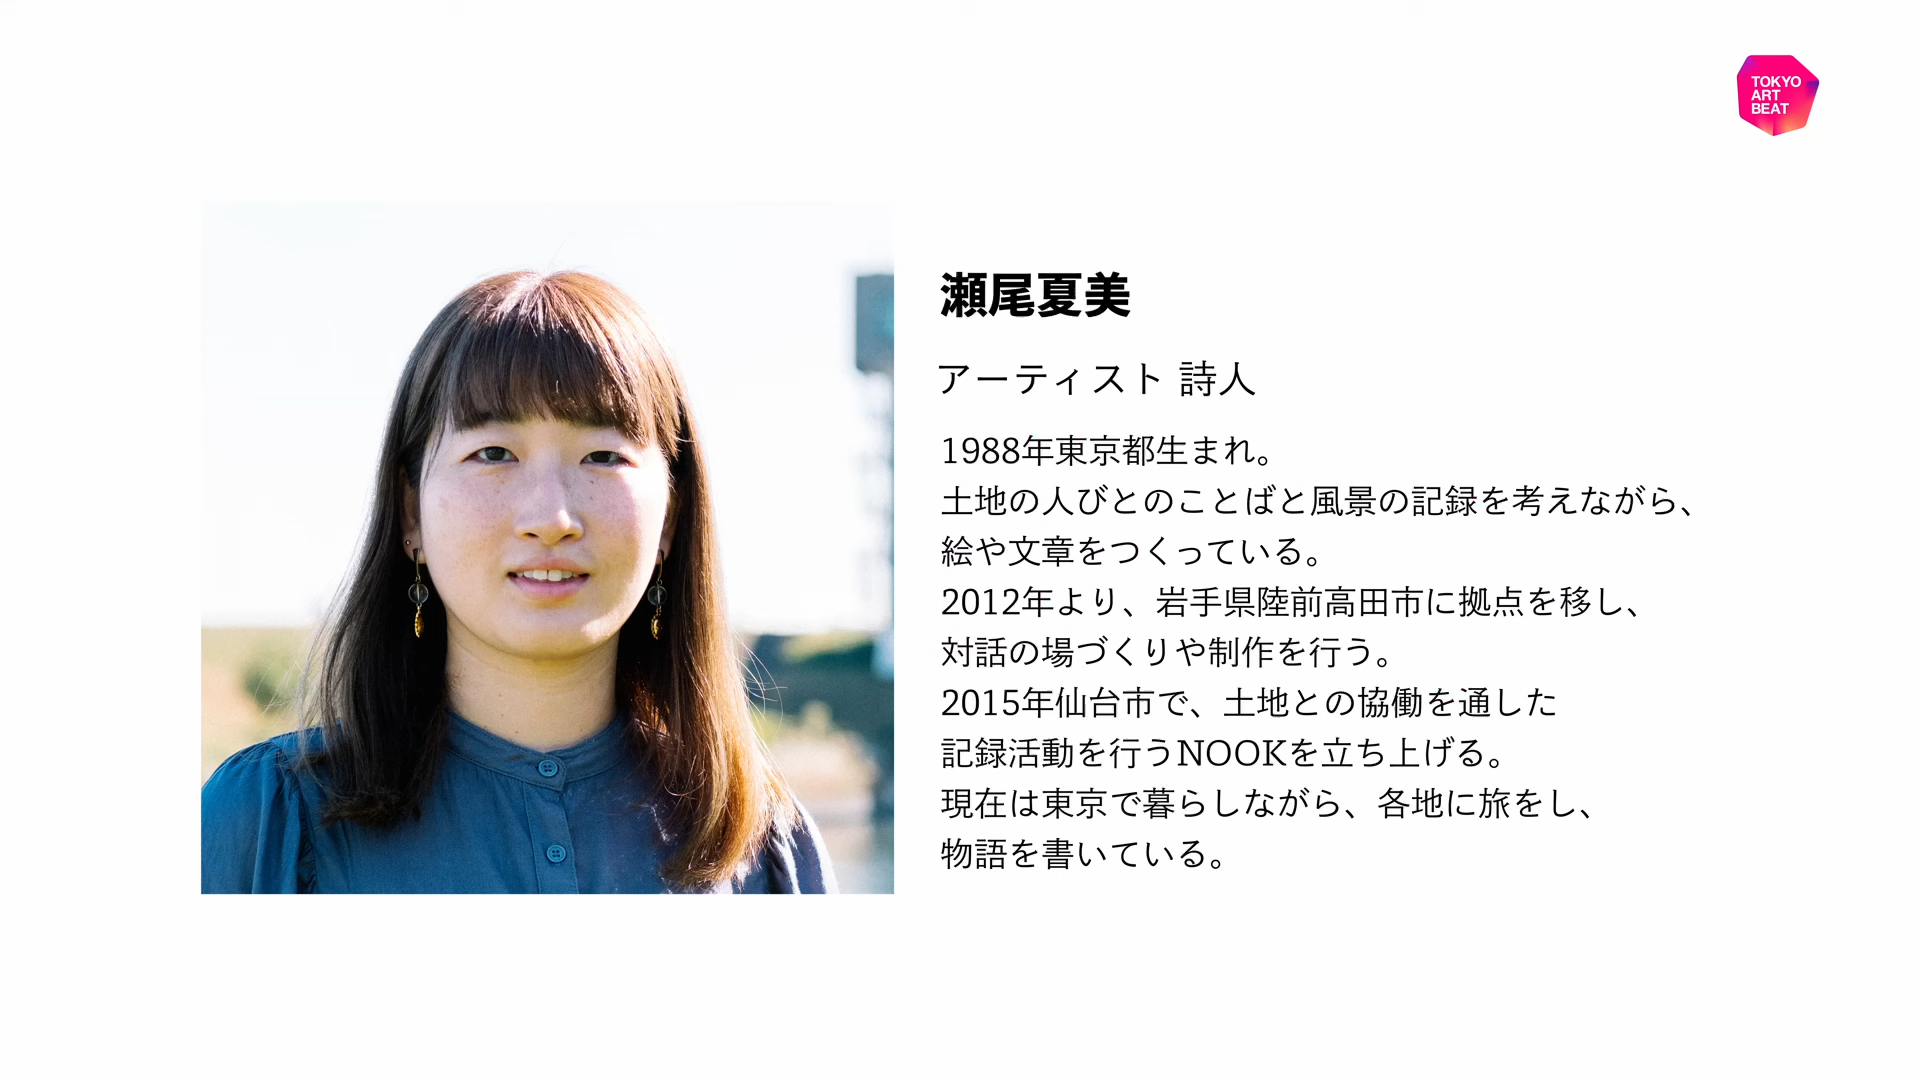 TOKYO
ART
BEAT
瀬尾夏美
アーティスト 詩人
1988年東京都生まれ。
土地の人びとのことばと風景の記録を考えながら、
絵や文章をつくっている。
2012年より、岩手県陸前高田市に拠点を移し、
対話の場づくりや制作を行う。
2015年仙台市で、土地との協働を通した
記録活動を行うNOOKを立ち上げる。
現在は東京で暮らしながら、各地に旅をし、
物語を書いている。